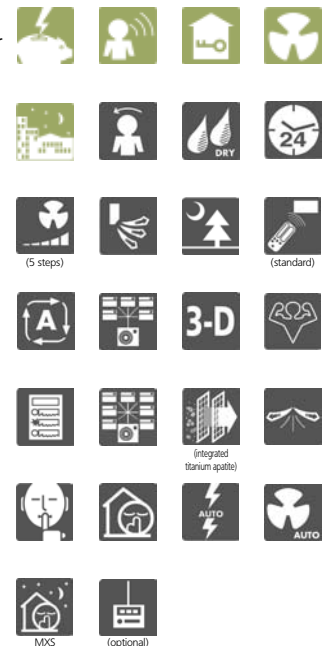 DRY
24
(5 steps)
(standard)
A
3-D
(integrated
titanium apatite)
AUTO
AUTO
MXS
(optional)